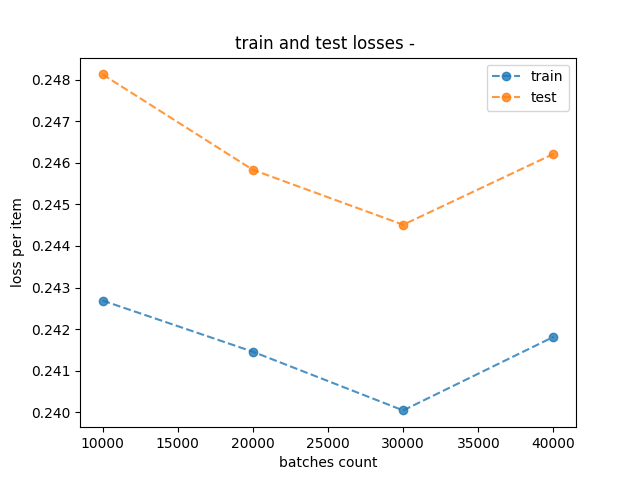 train and test losses -
train
test
loss per item
0.248
0.247
0.246
0.245
0.244
0.243
0.242
0.241
0.240
10000 15000 20000 25000 30000 35000 40000
batches count